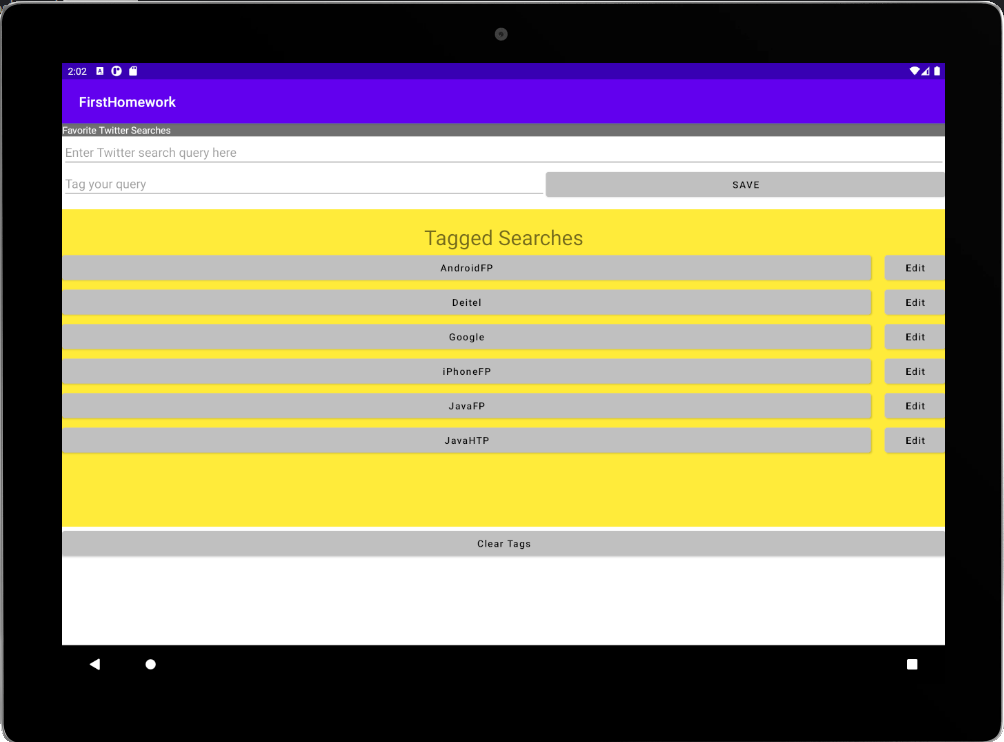 2:02
FirstHomework
Favorite Twitter Searches
Enter Twitter search query here
Tag your query SAVE
Tagged Searches
AndroidFP Edit
Deitel Edit
Google Edit
iPhoneFP Edit
JavaFP Edit
JavaHTP Edit
Clear Tags